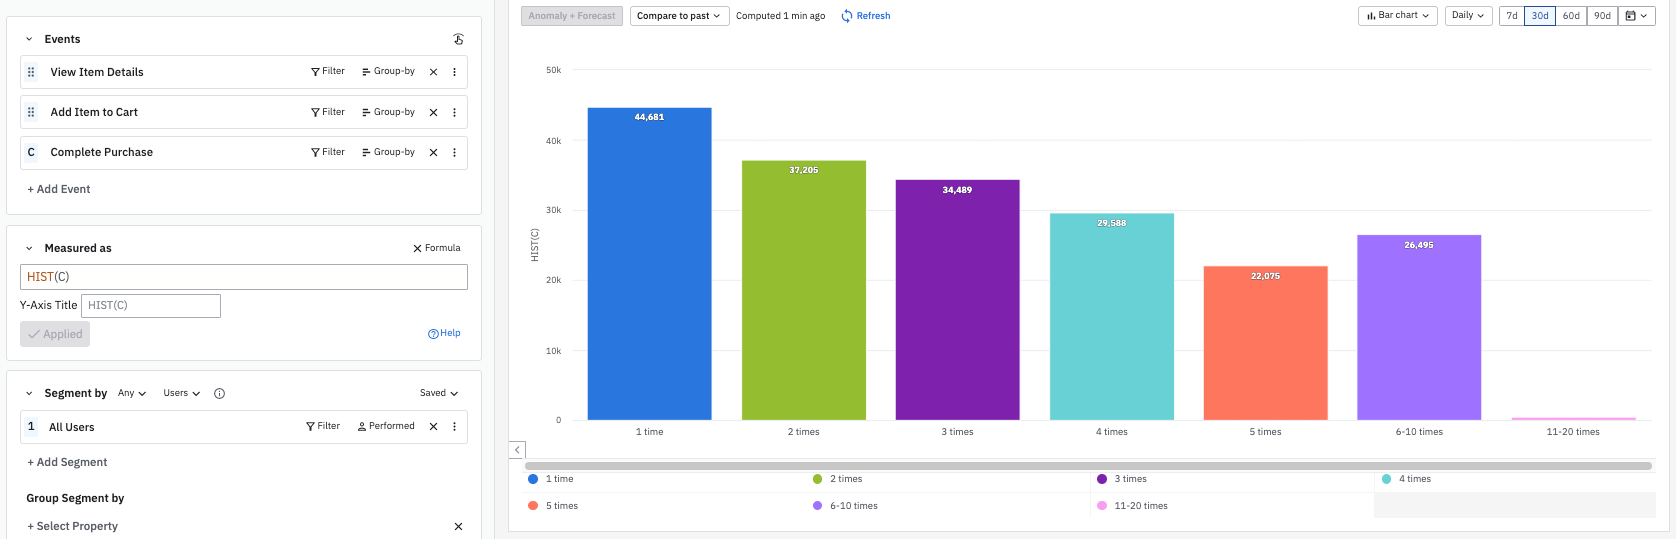 Events
View Item Details Filter Group-by
Add Item to Cart Filter Group-by
C Complete Purchase Filter Group-by
+ Add Event
Measured as Formula
HIST(C)
Y-Axis Title HIST(C)
Applied Help
Segment by Any Users Saved
1 All Users Filter Performed
+ Add Segment
Group Segment by
+ Select Property
Anomaly + Forecast Compare to past Computed 1 min ago Refresh Bar chart Daily 7d 30d 60d 90d
50k
40k
30k
20k
10k
0
HIST(C)
44,681
37,205
34,489
29,588
22,075
26,495
1 time 2 times 3 times 4 times 5 times 6-10 times 11-20 times
1 time 2 times 3 times 4 times
5 times 6-10 times 11-20 times